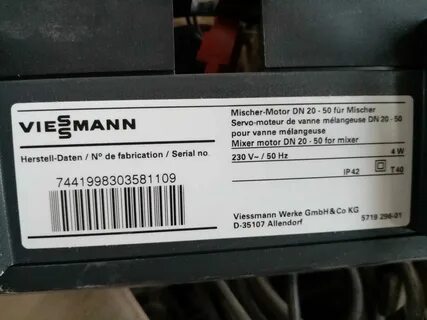 VIESSMANN
Herstell-Daten / N° de fabrication / Serial no.
7441998303581109
Mischer-Motor DN 20 - 50 für Mischer
Servo-moteur de vanne mélangeuse DN 20 - 50
pour vanne mélangeuse
Mixer motor DN 20 - 50 for mixer
230 V~ / 50 Hz 4 W
IP 42 T40
Viessmann Werke GmbH & Co KG
D-35107 Allendorf 5719 296-01